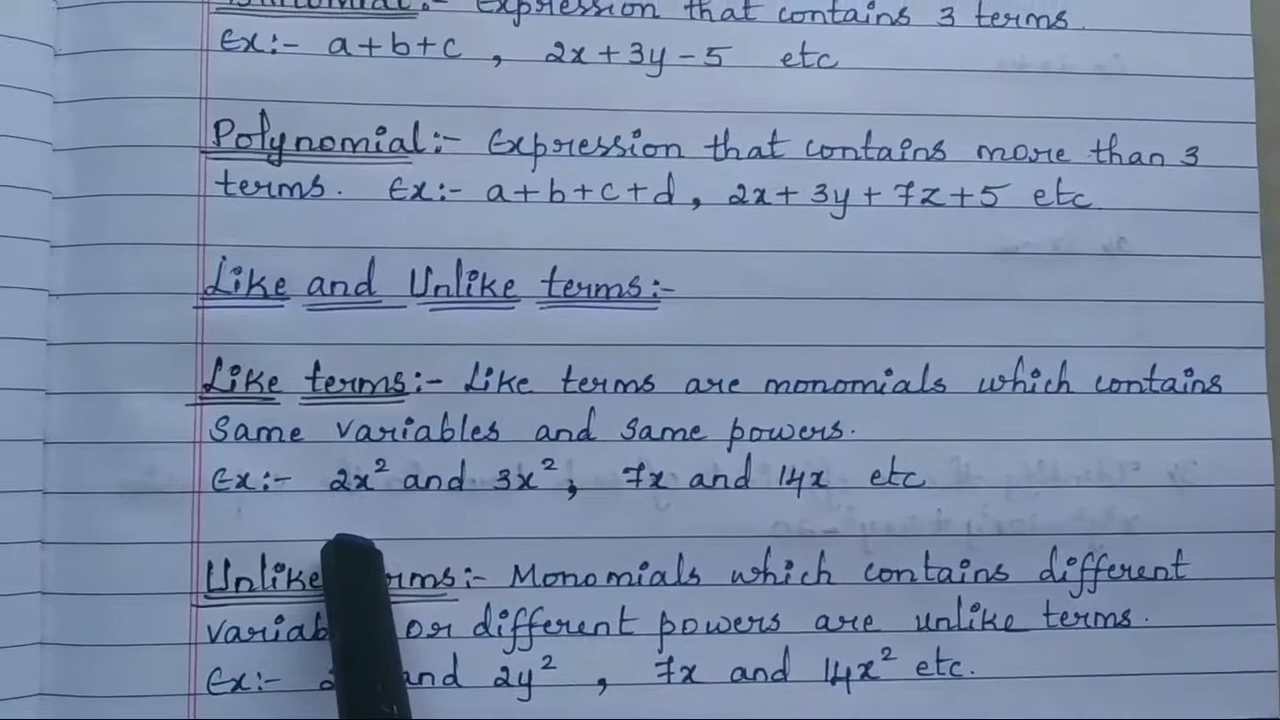 :- Expression that contains 3 terms.
Ex:- a+b+c , 2x+3y-5 etc
Polynomial:- Expression that contains more than 3
terms. Ex:- a+b+c+d, 2x+3y+7z+5 etc
Like and Unlike terms:-
Like terms:- Like terms are monomials which contains
same variables and same powers.
Ex:- 2x² and 3x², 7x and 14x etc
Unlike :- Monomials which contains different
or different powers are unlike terms.
Ex:- and 2y² , 7x and 14x² etc.